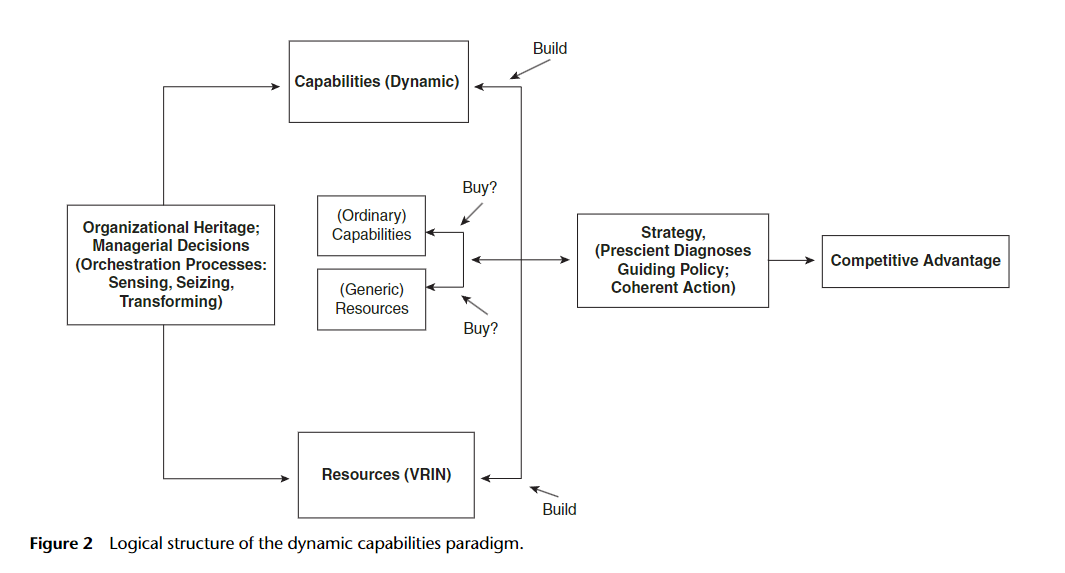 Build
Capabilities (Dynamic)
Buy?
(Ordinary)
Capabilities
Organizational Heritage;
Managerial Decisions
(Orchestration Processes:
Sensing, Seizing,
Transforming)
Strategy,
(Prescient Diagnoses
Guiding Policy;
Coherent Action)
Competitive Advantage
(Generic)
Resources
Buy?
Resources (VRIN)
Build
Figure 2 Logical structure of the dynamic capabilities paradigm.